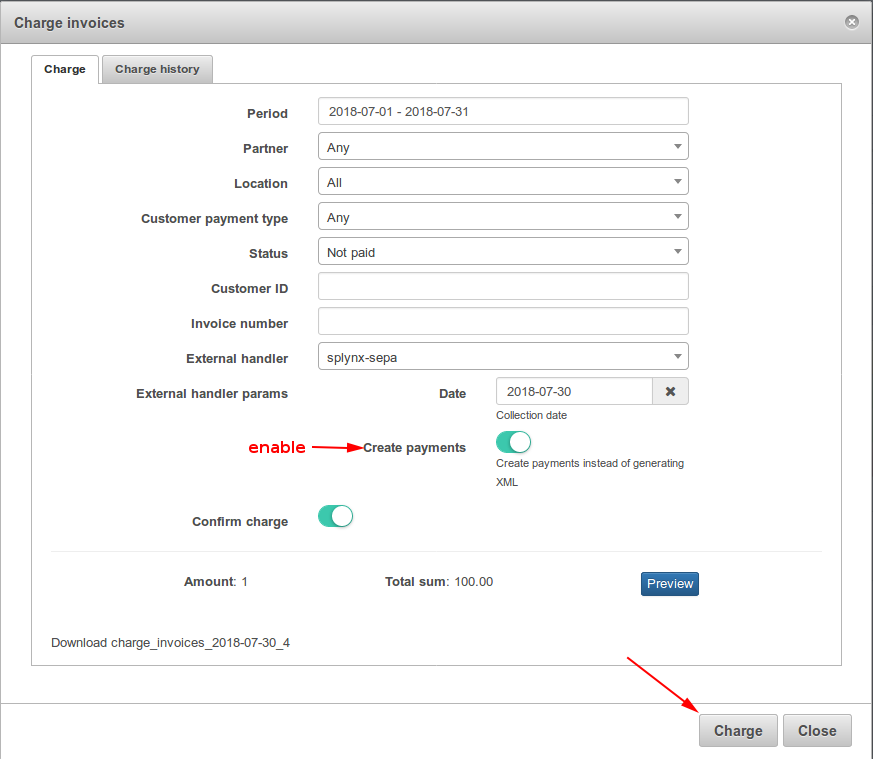 Charge invoices
Charge Charge history
Period 2018-07-01 - 2018-07-31
Partner Any
Location All
Customer payment type Any
Status Not paid
Customer ID
Invoice number
External handler splynx-sepa
External handler params Date 2018-07-30
Collection date
enable Create payments
Create payments instead of generating
XML
Confirm charge
Amount: 1 Total sum: 100.00 Preview
Download charge_invoices_2018-07-30_4
Charge Close